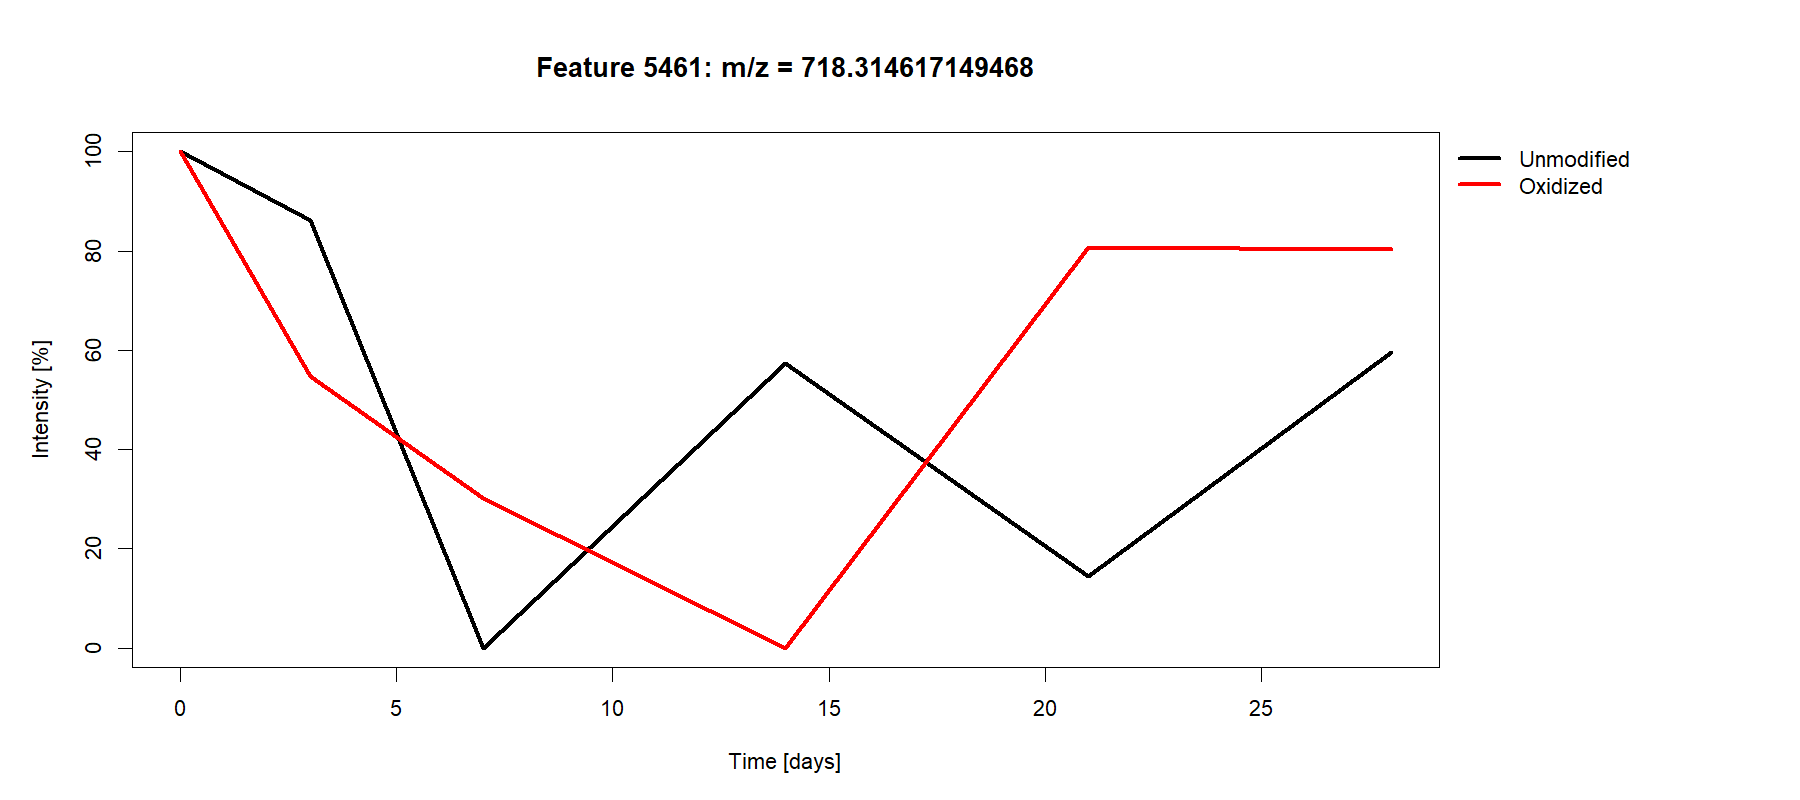 Feature 5461: m/z = 718.314617149468
Unmodified
Oxidized
Intensity [%]
100
80
60
40
20
0
0 5 10 15 20 25
Time [days]